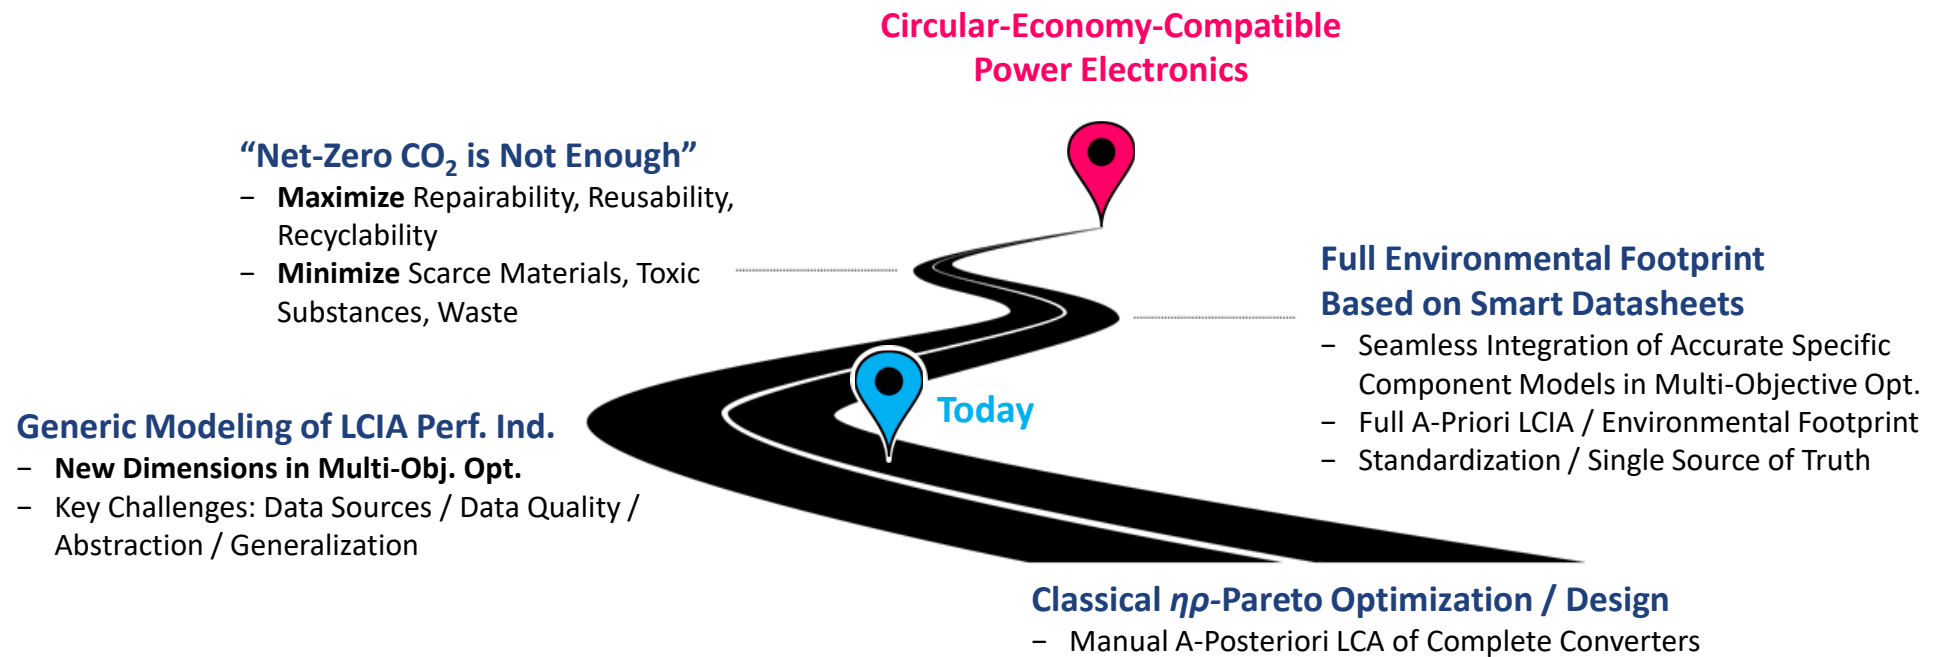 Circular-Economy-Compatible
Power Electronics
“Net-Zero CO₂ is Not Enough”
− Maximize Repairability, Reusability,
Recyclability
− Minimize Scarce Materials, Toxic
Substances, Waste
Full Environmental Footprint
Based on Smart Datasheets
− Seamless Integration of Accurate Specific
Component Models in Multi-Objective Opt.
− Full A-Priori LCIA / Environmental Footprint
− Standardization / Single Source of Truth
Today
Generic Modeling of LCIA Perf. Ind.
− New Dimensions in Multi-Obj. Opt.
− Key Challenges: Data Sources / Data Quality /
Abstraction / Generalization
Classical ηρ-Pareto Optimization / Design
− Manual A-Posteriori LCA of Complete Converters